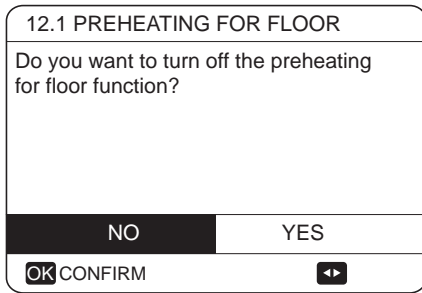 12.1 PREHEATING FOR FLOOR
Do you want to turn off the preheating
for floor function?
NO YES
OK CONFIRM